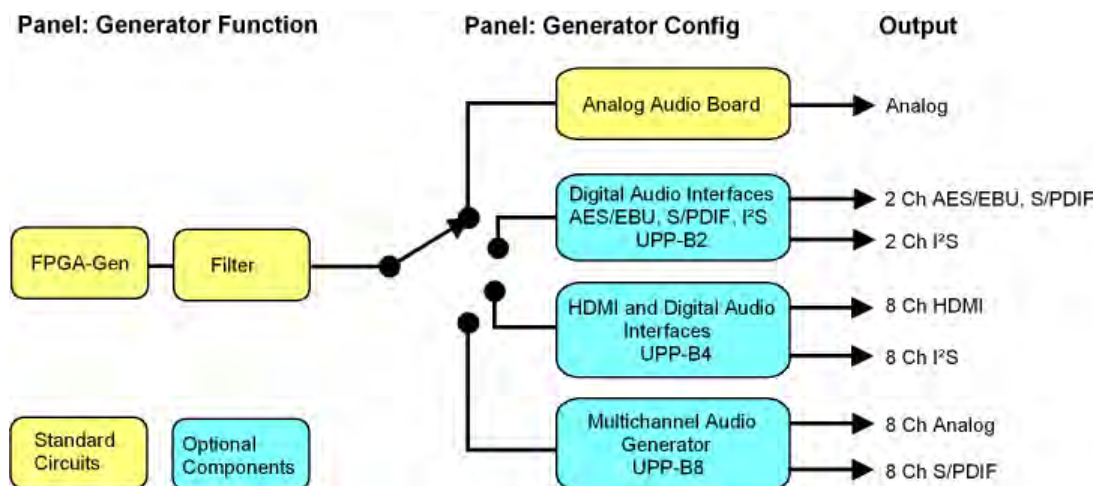 Panel: Generator Function
Panel: Generator Config
Output
Analog Audio Board
Analog
Digital Audio Interfaces
AES/EBU, S/PDIF, I²S
UPP-B2
2 Ch AES/EBU, S/PDIF
2 Ch I²S
FPGA-Gen
Filter
HDMI and Digital Audio
Interfaces
UPP-B4
8 Ch HDMI
8 Ch I²S
Standard
Circuits
Optional
Components
Multichannel Audio
Generator
UPP-B8
8 Ch Analog
8 Ch S/PDIF